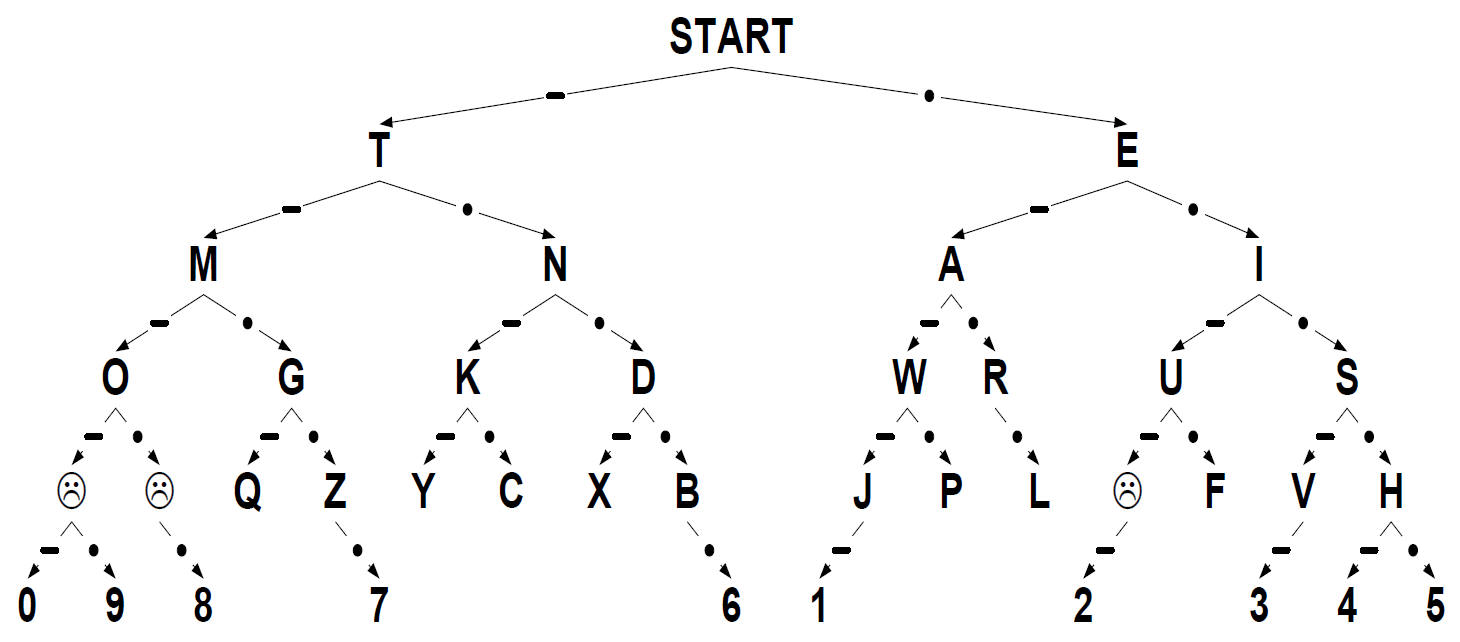 START
T E
M N A I
O G K D W R U S
☹ ☹ Q Z Y C X B J P L ☹ F V H
0 9 8 7 6 1 2 3 4 5